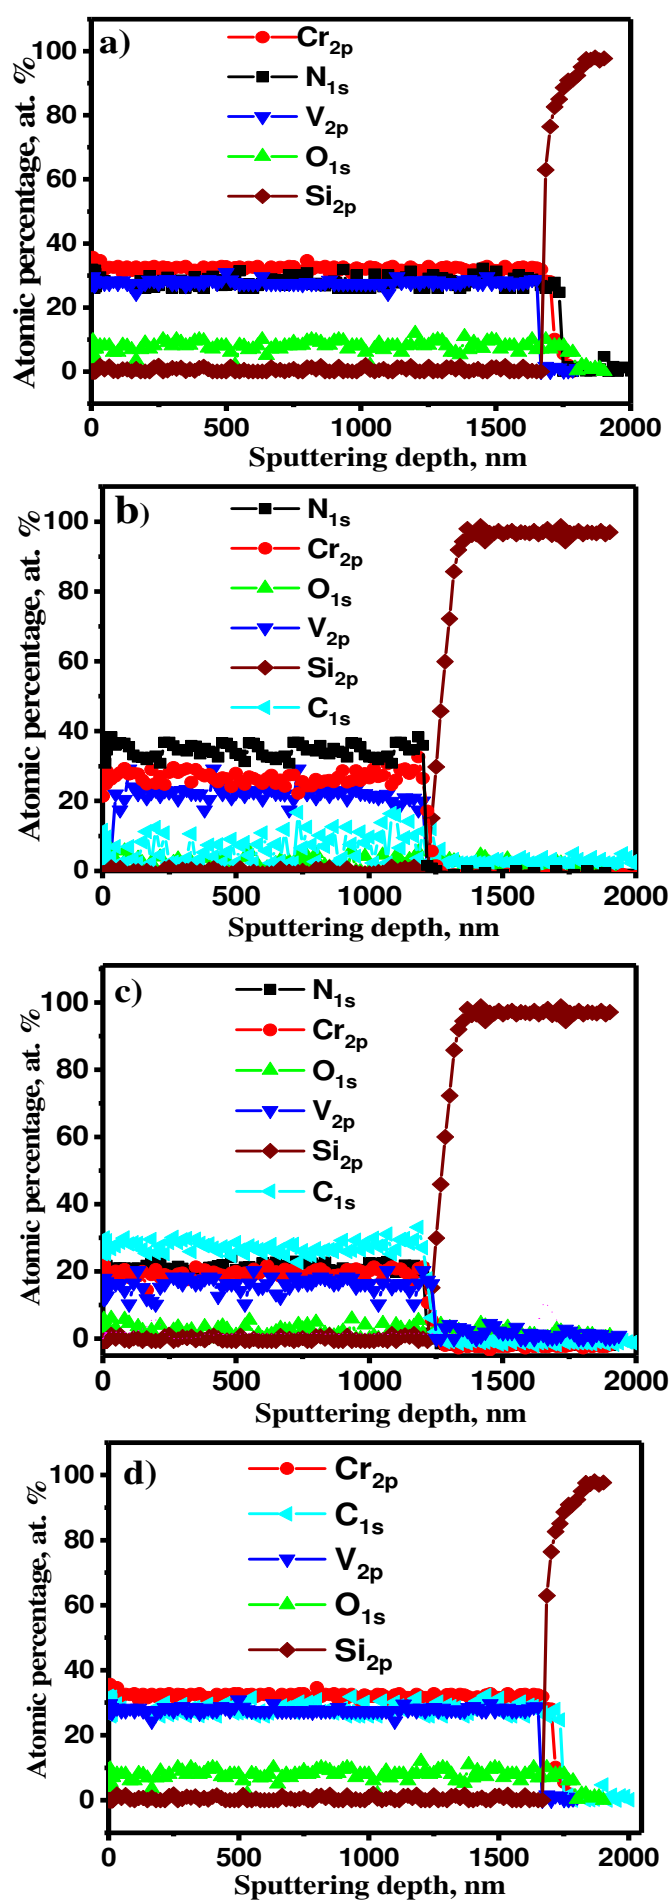 a)
Cr2p
N1s
V2p
O1s
Si2p
100
80
60
40
20
0
Atomic percentage, at. %
0 500 1000 1500 2000
Sputtering depth, nm
b)
N1s
Cr2p
O1s
V2p
Si2p
C1s
100
80
60
40
20
0
Atomic percentage, at. %
0 500 1000 1500 2000
Sputtering depth, nm
c)
N1s
Cr2p
O1s
V2p
Si2p
C1s
100
80
60
40
20
0
Atomic percentage, at. %
0 500 1000 1500 2000
Sputtering depth, nm
d)
Cr2p
C1s
V2p
O1s
Si2p
100
80
60
40
20
0
Atomic percentage, at. %
0 500 1000 1500 2000
Sputtering depth, nm